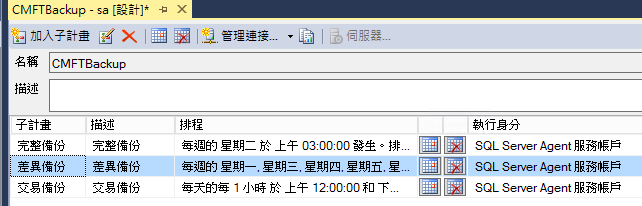 CMFTBackup - sa [設計]*
加入子計畫 管理連接... 伺服器...
名稱 CMFTBackup
描述
子計畫 描述 排程 執行身分
完整備份 完整備份 每週的 星期二 於 上午 03:00:00 發生。排... SQL Server Agent 服務帳戶
差異備份 差異備份 每週的 星期一, 星期三, 星期四, 星期五, 星... SQL Server Agent 服務帳戶
交易備份 交易備份 每天的每 1 小時 於 上午 12:00:00 和 下... SQL Server Agent 服務帳戶